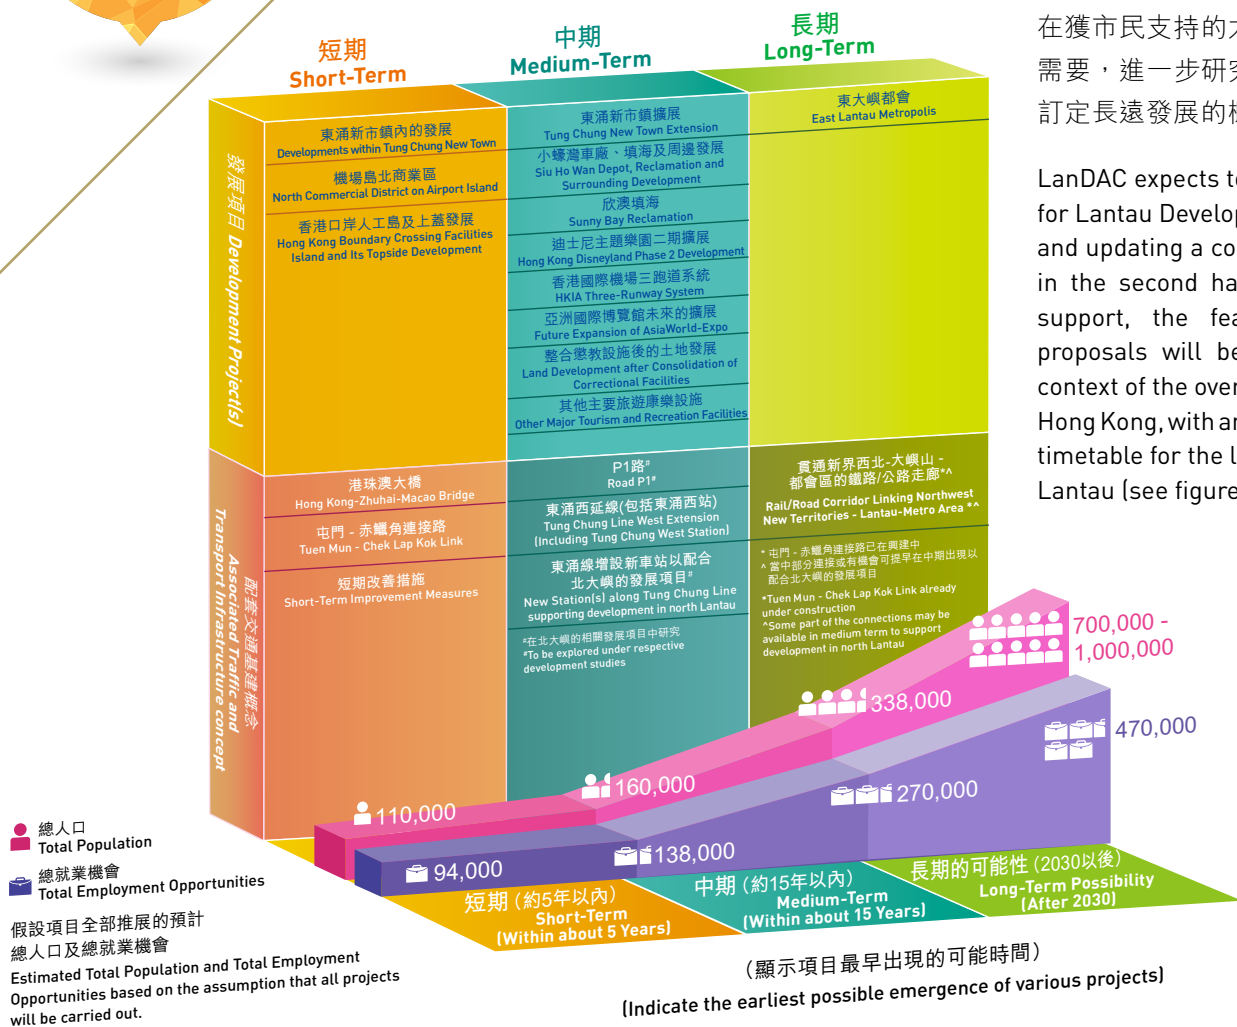 短期
Short-Term
中期
Medium-Term
長期
Long-Term
發展項目 Development Project(s)
東涌新市鎮內的發展
Developments within Tung Chung New Town
機場島北商業區
North Commercial District on Airport Island
香港口岸人工島及上蓋發展
Hong Kong Boundary Crossing Facilities
Island and Its Topside Development
東涌新市鎮擴展
Tung Chung New Town Extension
小蠔灣車廠、填海及周邊發展
Siu Ho Wan Depot, Reclamation and
Surrounding Development
欣澳填海
Sunny Bay Reclamation
迪士尼主題樂園二期擴展
Hong Kong Disneyland Phase 2 Development
香港國際機場三跑道系統
HKIA Three-Runway System
亞洲國際博覽館未來的擴展
Future Expansion of AsiaWorld-Expo
整合懲教設施後的土地發展
Land Development after Consolidation of
Correctional Facilities
其他主要旅遊康樂設施
Other Major Tourism and Recreation Facilities
東大嶼都會
East Lantau Metropolis
配套交通基建概念
Associated Traffic and
Transport Infrastructure concept
港珠澳大橋
Hong Kong-Zhuhai-Macao Bridge
屯門 - 赤鱲角連接路
Tuen Mun - Chek Lap Kok Link
短期改善措施
Short-Term Improvement Measures
P1路#
Road P1#
東涌西延線(包括東涌西站)
Tung Chung Line West Extension
(Including Tung Chung West Station)
東涌線增設新車站以配合
北大嶼的發展項目#
New Station(s) along Tung Chung Line
supporting development in north Lantau
#在北大嶼的相關發展項目中研究
#To be explored under respective
development studies
貫通新界西北-大嶼山 -
都會區的鐵路/公路走廊*^
Rail/Road Corridor Linking Northwest
New Territories - Lantau-Metro Area *^
* 屯門 - 赤鱲角連接路已在興建中
^ 當中部分連接或有機會可提早在中期出現以
配合北大嶼的發展項目
*Tuen Mun - Chek Lap Kok Link already
under construction
^Some part of the connections may be
available in medium term to support
development in north Lantau
110,000
160,000
338,000
700,000 -
1,000,000
94,000
138,000
270,000
470,000
短期 (約5年以內)
Short-Term
(Within about 5 Years)
中期 (約15年以內)
Medium-Term
(Within about 15 Years)
長期的可能性 (2030以後)
Long-Term Possibility
(After 2030)
（顯示項目最早出現的可能時間）
(Indicate the earliest possible emergence of various projects)
總人口
Total Population
總就業機會
Total Employment Opportunities
假設項目全部推展的預計
總人口及總就業機會
Estimated Total Population and Total Employment
Opportunities based on the assumption that all projects
will be carried out.
在獲市民支持的
需要，進一步研
訂定長遠發展的
LanDAC expects
for Lantau
and updating a
in the second
support, the
proposals will
context of the
Hong Kong, with
timetable for the
Lantau (see